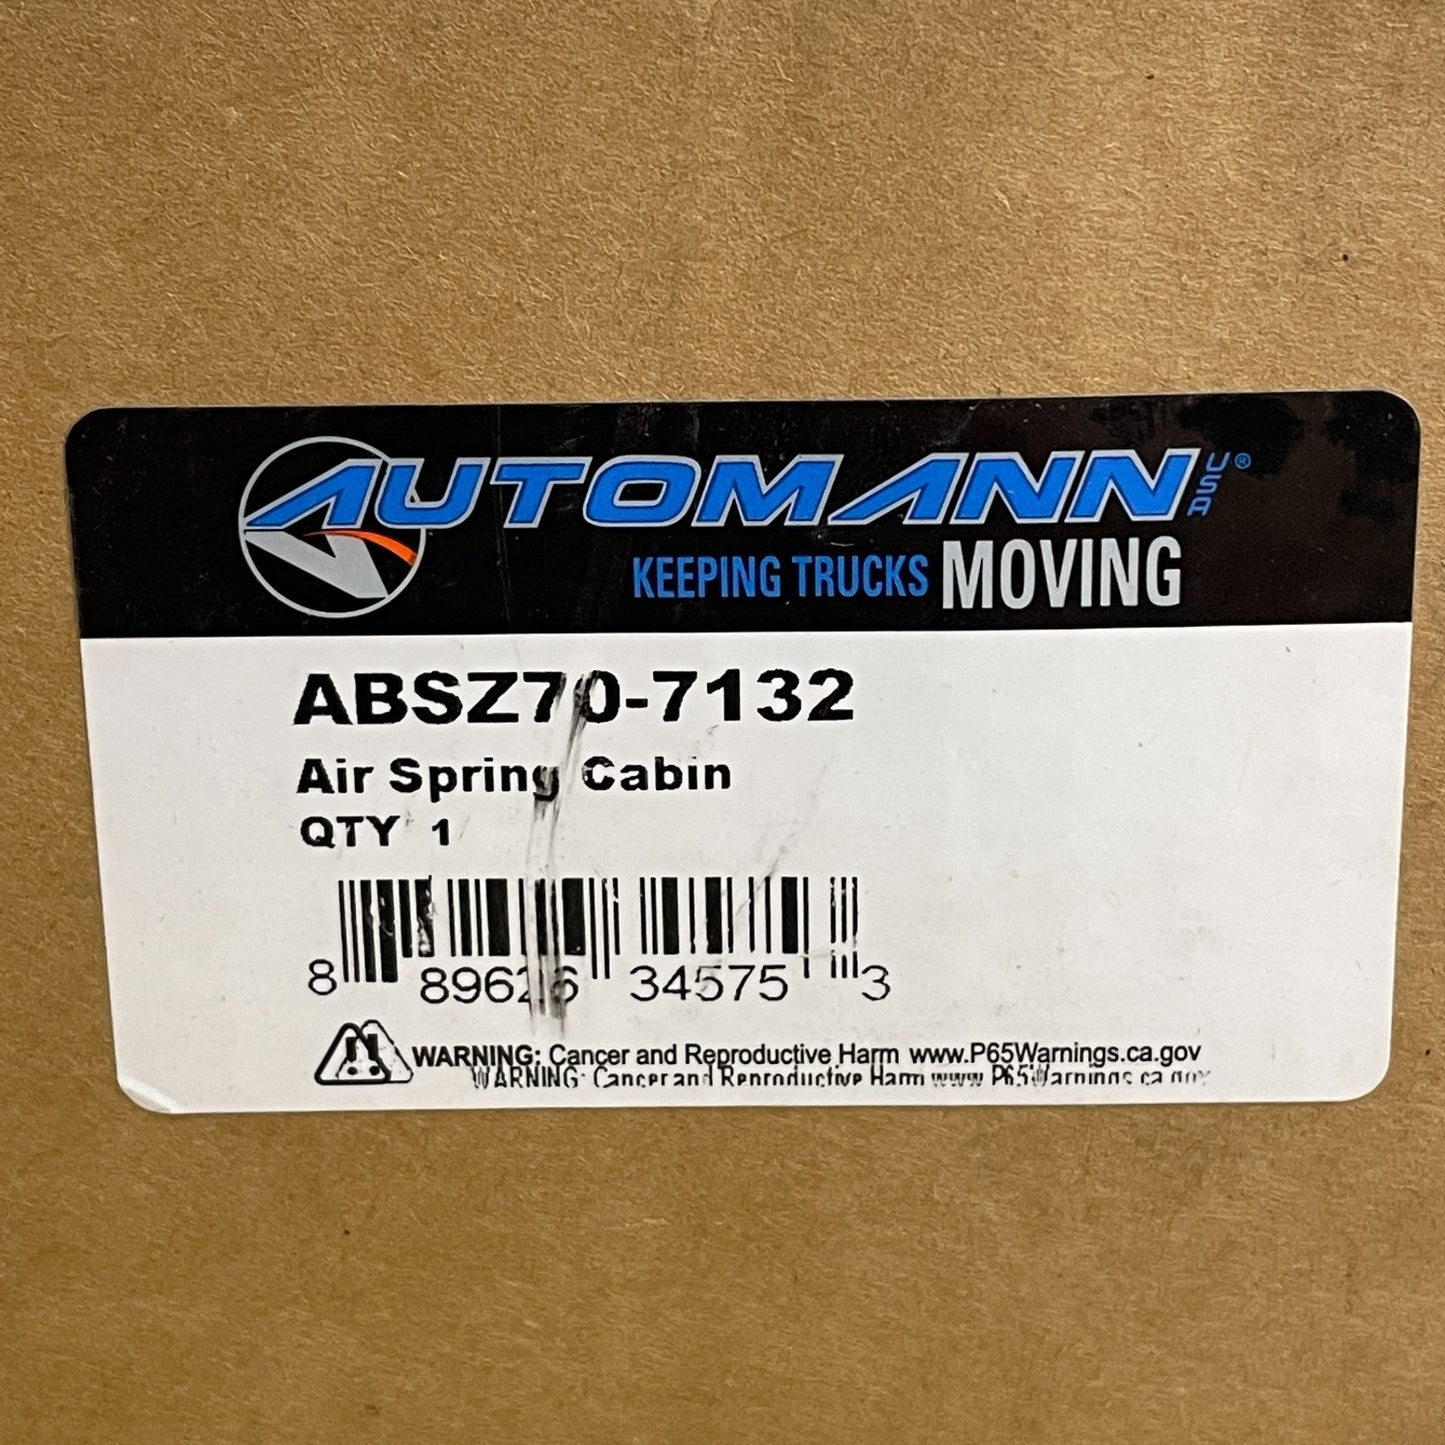 AUTOMANN USA®
KEEPING TRUCKS MOVING
ABSZ70-7132
Air Spring Cabin
QTY 1
8 89626 34575 3
WARNING: Cancer and Reproductive Harm www.P65Warnings.ca.gov
WARNING: Cancer and Reproductive Harm www.P65Warnings.ca.gov